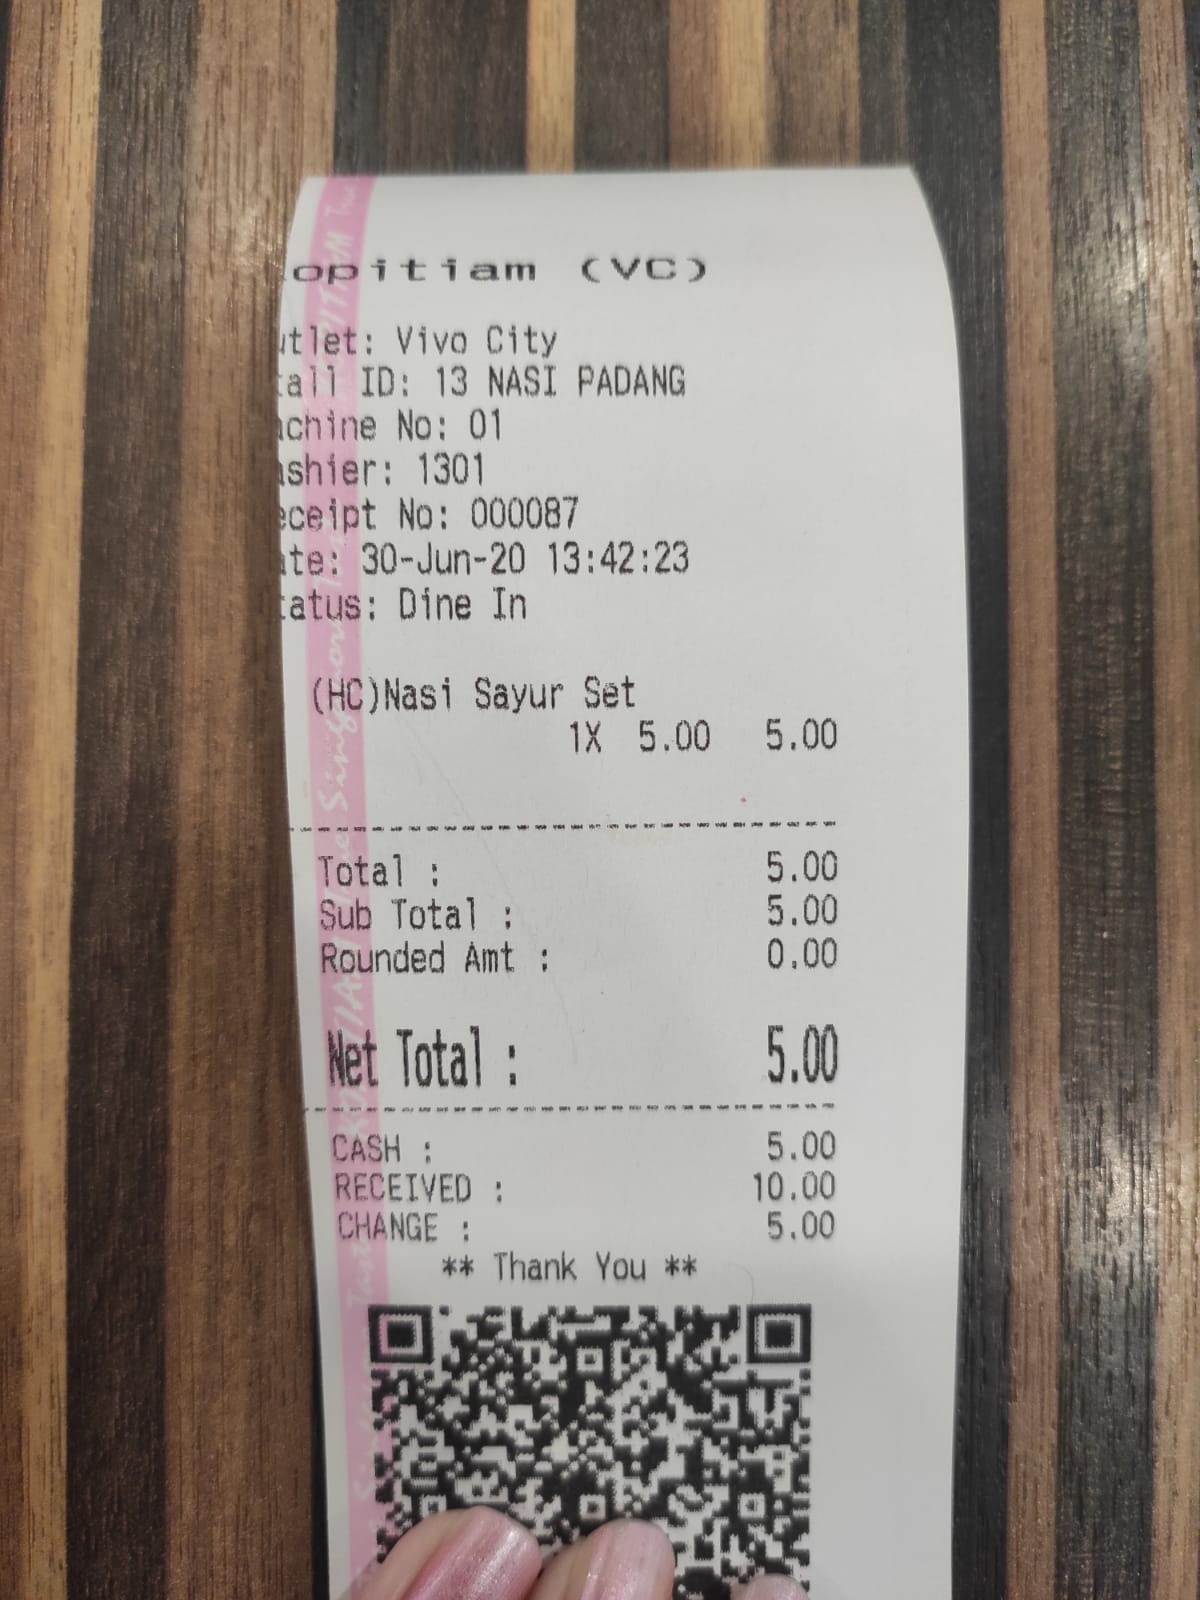 opitiam (VC)
utlet: Vivo City
tall ID: 13 NASI PADANG
achine No: 01
ashier: 1301
eceipt No: 000087
ate: 30-Jun-20 13:42:23
tatus: Dine In
(HC)Nasi Sayur Set
1X 5.00 5.00
Total : 5.00
Sub Total : 5.00
Rounded Amt : 0.00
Net Total : 5.00
CASH : 5.00
RECEIVED : 10.00
CHANGE : 5.00
** Thank You **